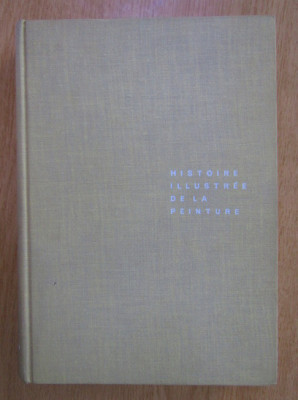 HISTOIRE
ILLUSTRÉE
DE LA
PEINTURE